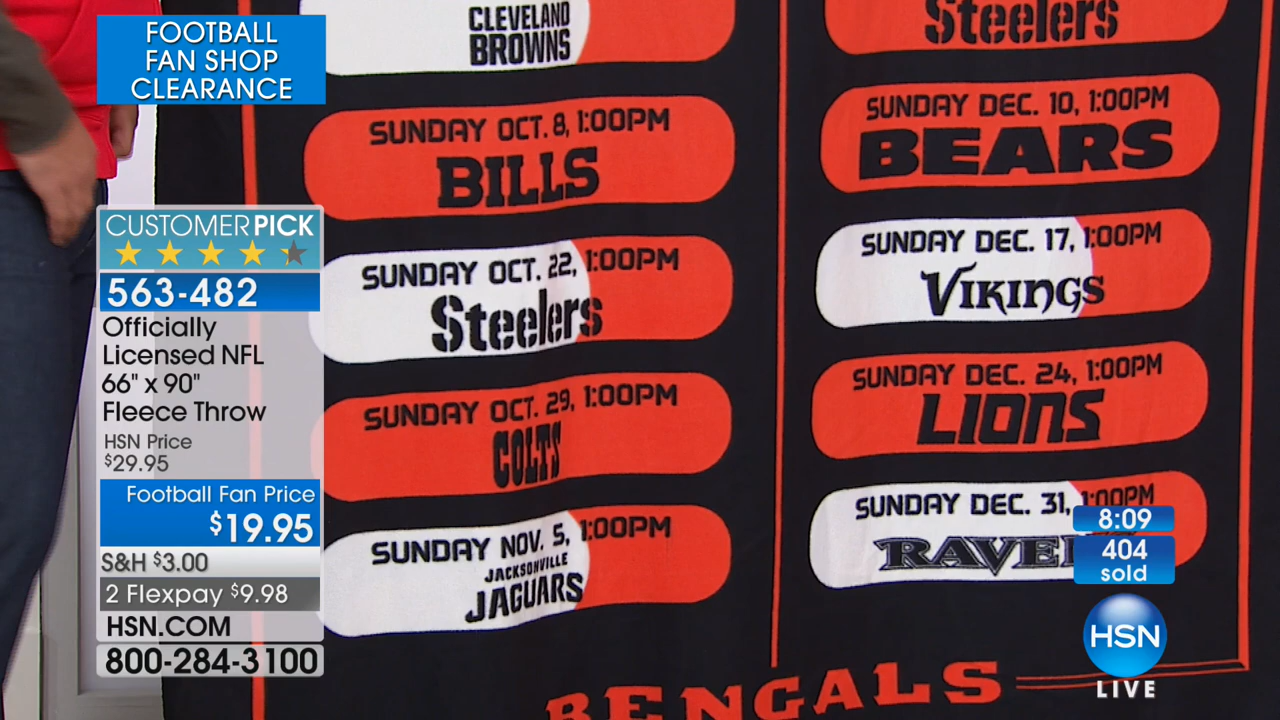 FOOTBALL
FAN SHOP
CLEARANCE
CUSTOMER PICK
563-482
Officially
Licensed NFL
66" x 90"
Fleece Throw
HSN Price
$29.95
Football Fan Price
$19.95
S&H $3.00
2 Flexpay $9.98
HSN.COM
800-284-3100
CLEVELAND
BROWNS
SUNDAY OCT. 8, 1:00PM
BILLS
SUNDAY OCT. 22, 1:00PM
Steelers
SUNDAY OCT. 29, 1:00PM
COLTS
SUNDAY NOV. 5, 1:00PM
JACKSONVILLE
JAGUARS
Steelers
SUNDAY DEC. 10, 1:00PM
BEARS
SUNDAY DEC. 17, 1:00PM
VIKINGS
SUNDAY DEC. 24, 1:00PM
LIONS
SUNDAY DEC. 31, 1:00PM
RAVE
BENGALS
8:09
404
sold
HSN
LIVE